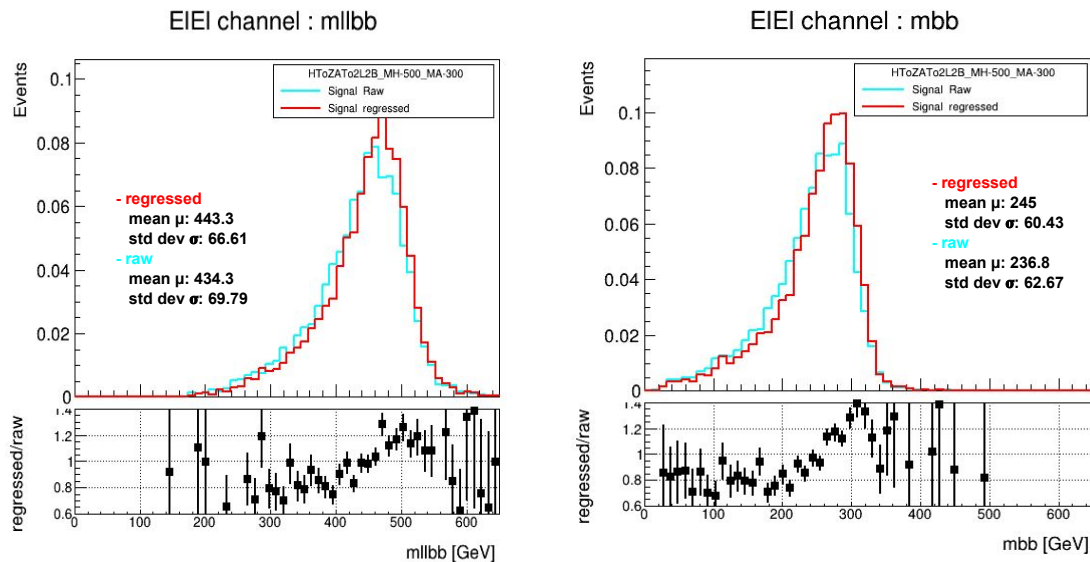 ElEl channel : mllbb
Events
0.1
0.08
0.06
0.04
0.02
0
HToZATo2L2B_MH-500_MA-300
Signal Raw
Signal regressed
- regressed
mean μ: 443.3
std dev σ: 66.61
- raw
mean μ: 434.3
std dev σ: 69.79
regressed/raw
1.4
1.2
1
0.8
0.6
0 100 200 300 400 500 600
mllbb [GeV]
ElEl channel : mbb
Events
0.1
0.08
0.06
0.04
0.02
0
HToZATo2L2B_MH-500_MA-300
Signal Raw
Signal regressed
- regressed
mean μ: 245
std dev σ: 60.43
- raw
mean μ: 236.8
std dev σ: 62.67
regressed/raw
1.4
1.2
1
0.8
0.6
0 100 200 300 400 500 600
mbb [GeV]